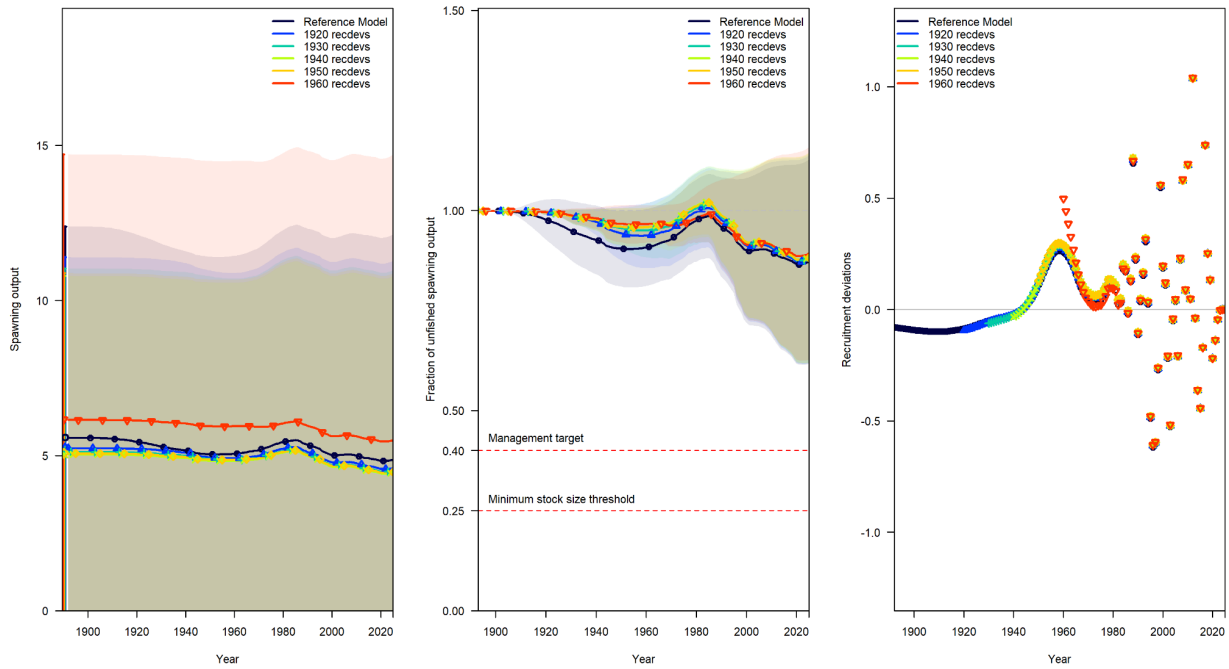 Reference Model
1920 recdevs
1930 recdevs
1940 recdevs
1950 recdevs
1960 recdevs
Spawning output
15
10
5
0
1900
1920
1940
1960
1980
2000
2020
Year
Reference Model
1920 recdevs
1930 recdevs
1940 recdevs
1950 recdevs
1960 recdevs
Fraction of unfished spawning output
1.50
1.00
0.50
Management target
0.40
Minimum stock size threshold
0.25
0.00
1900
1920
1940
1960
1980
2000
2020
Year
Reference Model
1920 recdevs
1930 recdevs
1940 recdevs
1950 recdevs
1960 recdevs
Recruitment deviations
1.0
0.5
0.0
-0.5
-1.0
1900
1920
1940
1960
1980
2000
2020
Year